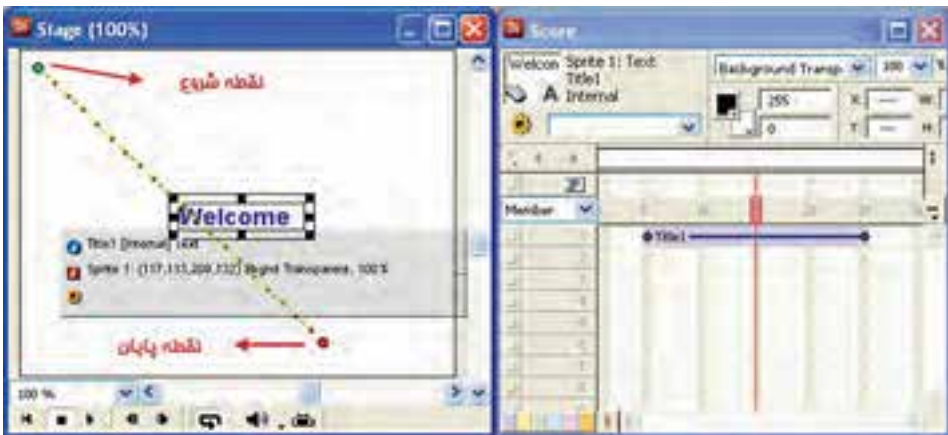 Stage (100%)
نقطه شروع
Welcome
Title1 [Internal] Text
Sprite 1: (117,113,209,132) Bkgnd Transparent, 100%
نقطه پایان
100 %
Score
Welcon Sprite 1: Text
Title1
Internal
Background Transp 100 %
255 X: W:
0 Y: H:
Member
Title1